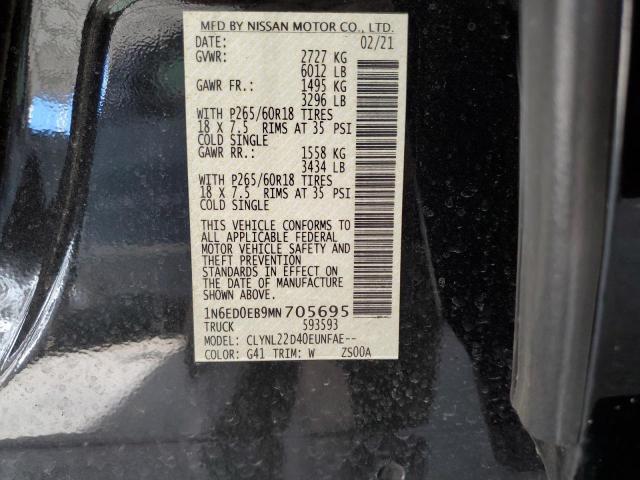 MFD BY NISSAN MOTOR CO., LTD.
DATE: 02/21
GVWR: 2727 KG
6012 LB
GAWR FR.: 1495 KG
3296 LB
WITH P265/60R18 TIRES
18 X 7.5 RIMS AT 35 PSI
COLD SINGLE
GAWR RR.: 1558 KG
3434 LB
WITH P265/60R18 TIRES
18 X 7.5 RIMS AT 35 PSI
COLD SINGLE
THIS VEHICLE CONFORMS TO
ALL APPLICABLE FEDERAL
MOTOR VEHICLE SAFETY AND
THEFT PREVENTION
STANDARDS IN EFFECT ON
THE DATE OF MANUFACTURE
SHOWN ABOVE.
1N6ED0EB9MN705695
TRUCK 593593
MODEL: CLYNL22D40EUNFAE--
COLOR: G41 TRIM: W ZS00A